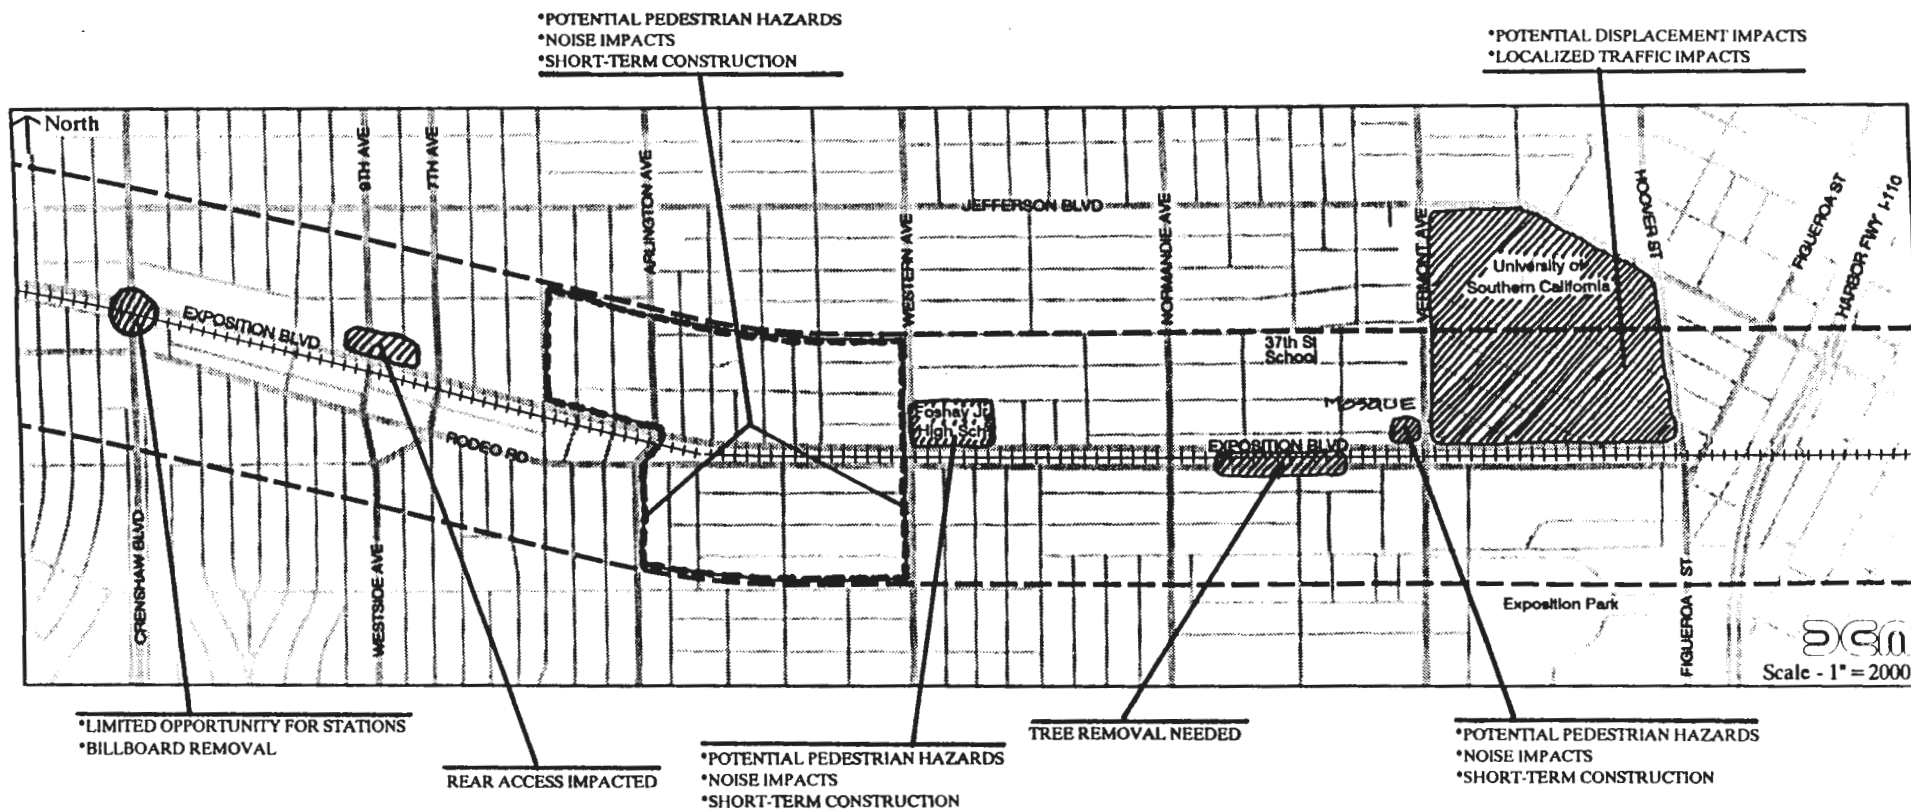 *POTENTIAL PEDESTRIAN HAZARDS
*NOISE IMPACTS
*SHORT-TERM CONSTRUCTION
*POTENTIAL DISPLACEMENT IMPACTS
*LOCALIZED TRAFFIC IMPACTS
North
9TH AVE
7TH AVE
ARLINGTON AVE
WESTERN AVE
JEFFERSON BLVD
NORMANDIE AVE
VERMONT AVE
HOOVER ST
FIGUEROA ST
HARBOR FWY I-110
University of
Southern California
EXPOSITION BLVD
37th St
School
MOSQUE
Foshay Jr
High Sch
EXPOSITION BLVD
RODEO RD
CRENSHAW BLVD
WESTSIDE AVE
FIGUEROA ST
Exposition Park
Scale - 1" = 2000
*LIMITED OPPORTUNITY FOR STATIONS
*BILLBOARD REMOVAL
REAR ACCESS IMPACTED
*POTENTIAL PEDESTRIAN HAZARDS
*NOISE IMPACTS
*SHORT-TERM CONSTRUCTION
TREE REMOVAL NEEDED
*POTENTIAL PEDESTRIAN HAZARDS
*NOISE IMPACTS
*SHORT-TERM CONSTRUCTION